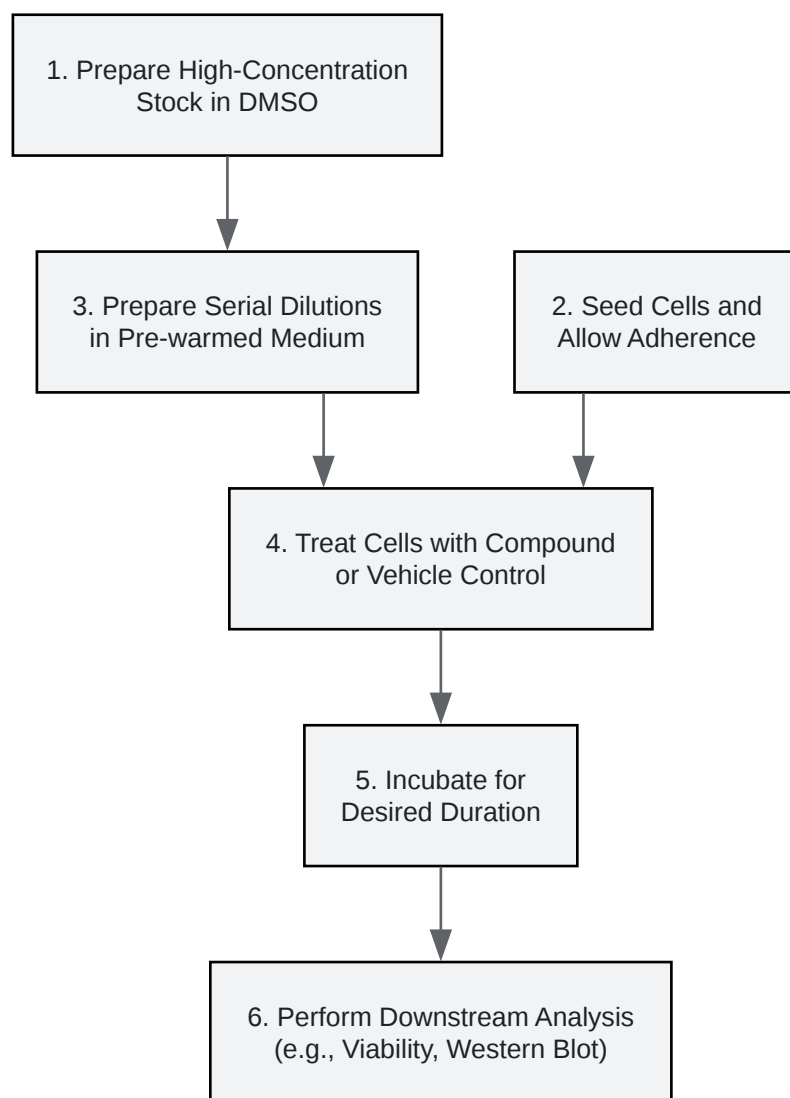 1. Prepare High-Concentration
Stock in DMSO
3. Prepare Serial Dilutions
in Pre-warmed Medium
2. Seed Cells and
Allow Adherence
4. Treat Cells with Compound
or Vehicle Control
5. Incubate for
Desired Duration
6. Perform Downstream Analysis
(e.g., Viability, Western Blot)